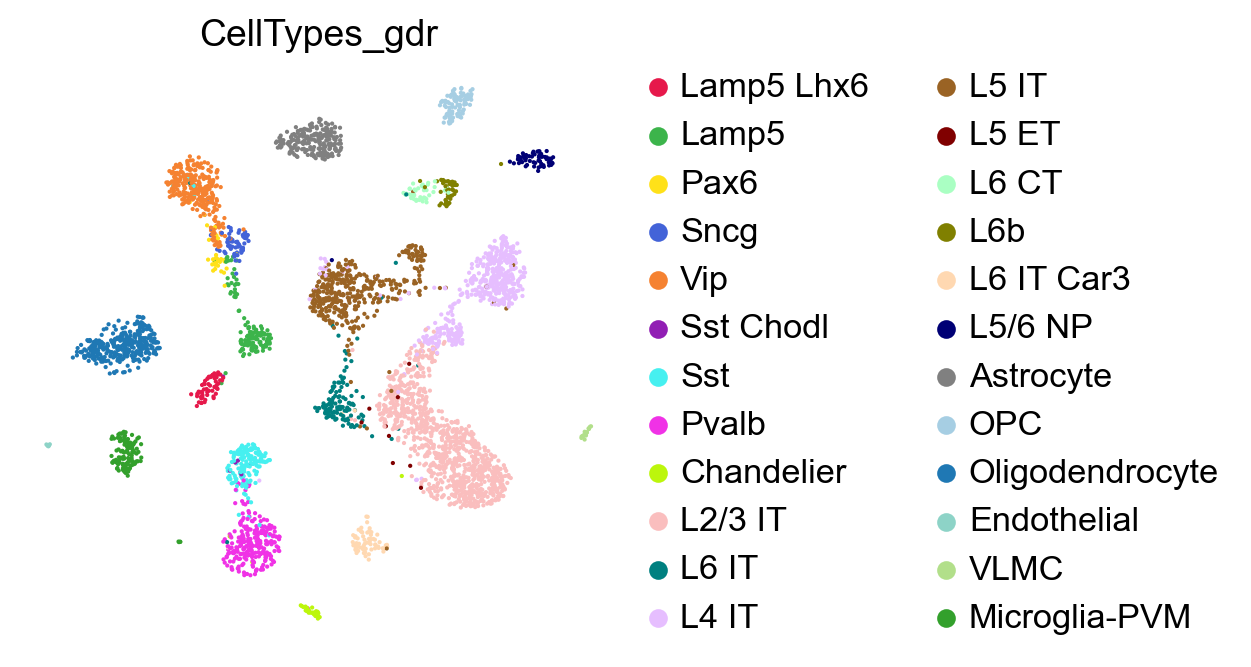 CellTypes_gdr
Lamp5 Lhx6
Lamp5
Pax6
Sncg
Vip
Sst Chodl
Sst
Pvalb
Chandelier
L2/3 IT
L6 IT
L4 IT
L5 IT
L5 ET
L6 CT
L6b
L6 IT Car3
L5/6 NP
Astrocyte
OPC
Oligodendrocyte
Endothelial
VLMC
Microglia-PVM